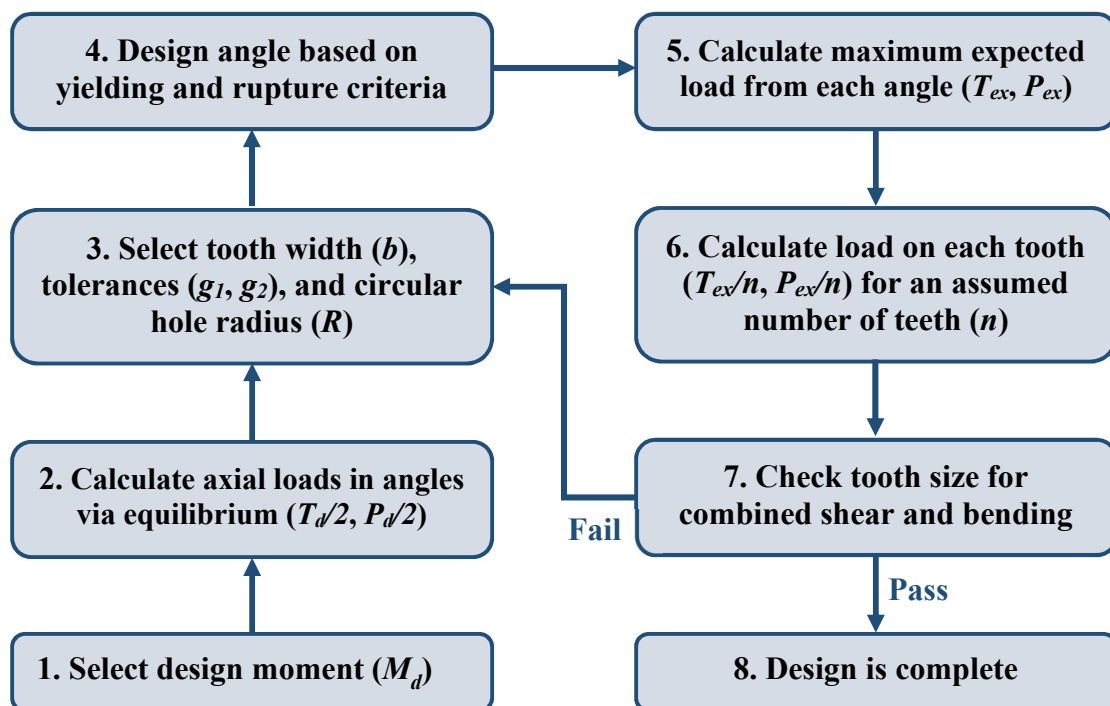 4. Design angle based on
yielding and rupture criteria
5. Calculate maximum expected
load from each angle (Tex, Pex)
3. Select tooth width (b),
tolerances (g1, g2), and circular
hole radius (R)
6. Calculate load on each tooth
(Tex/n, Pex/n) for an assumed
number of teeth (n)
2. Calculate axial loads in angles
via equilibrium (Td/2, Pd/2)
7. Check tooth size for
combined shear and bending
Fail
Pass
1. Select design moment (Md)
8. Design is complete